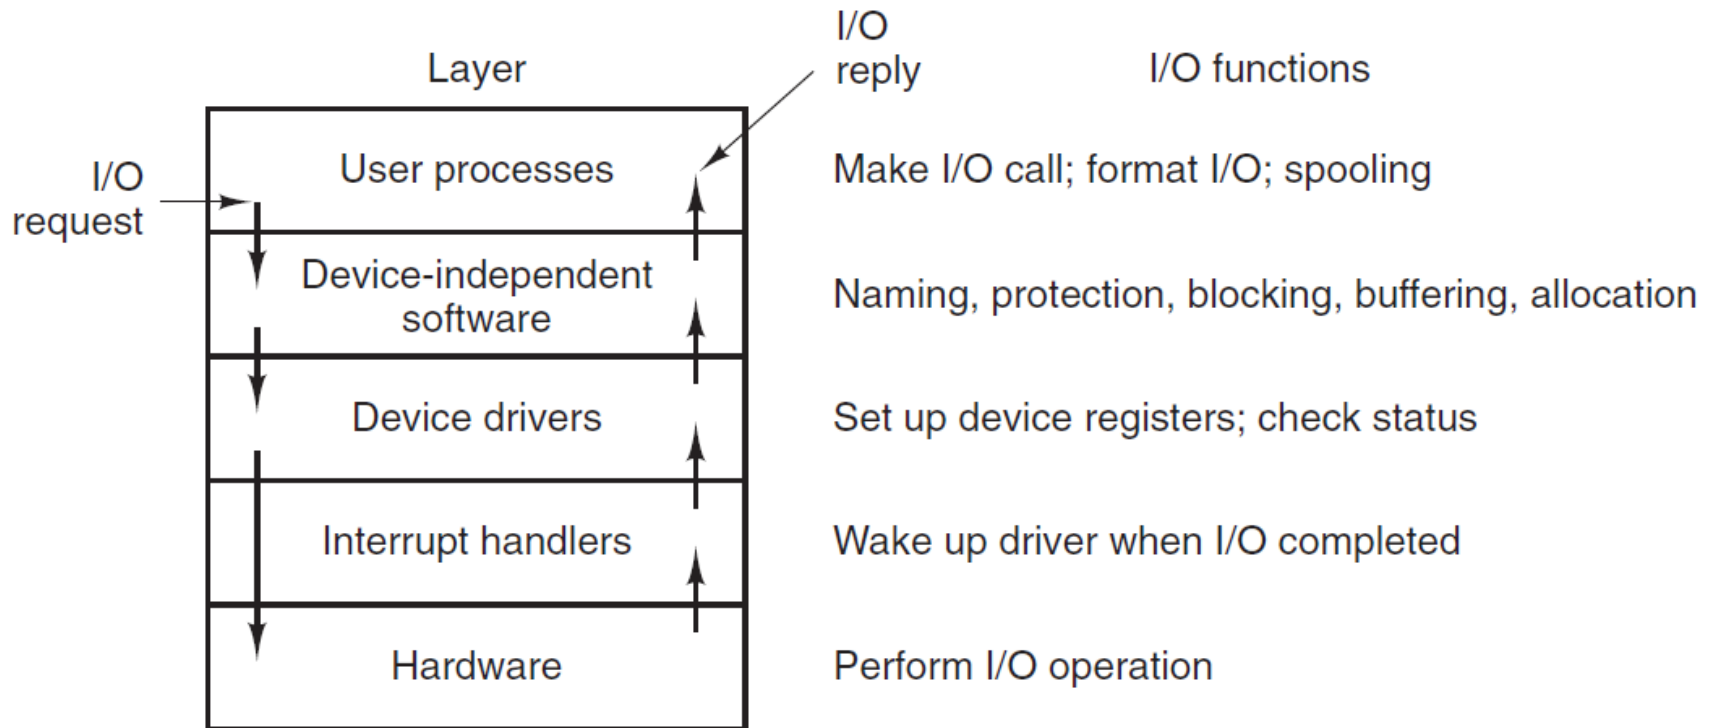 I/O
reply
Layer
I/O functions
I/O
request
User processes
Make I/O call; format I/O; spooling
Device-independent
software
Naming, protection, blocking, buffering, allocation
Device drivers
Set up device registers; check status
Interrupt handlers
Wake up driver when I/O completed
Hardware
Perform I/O operation